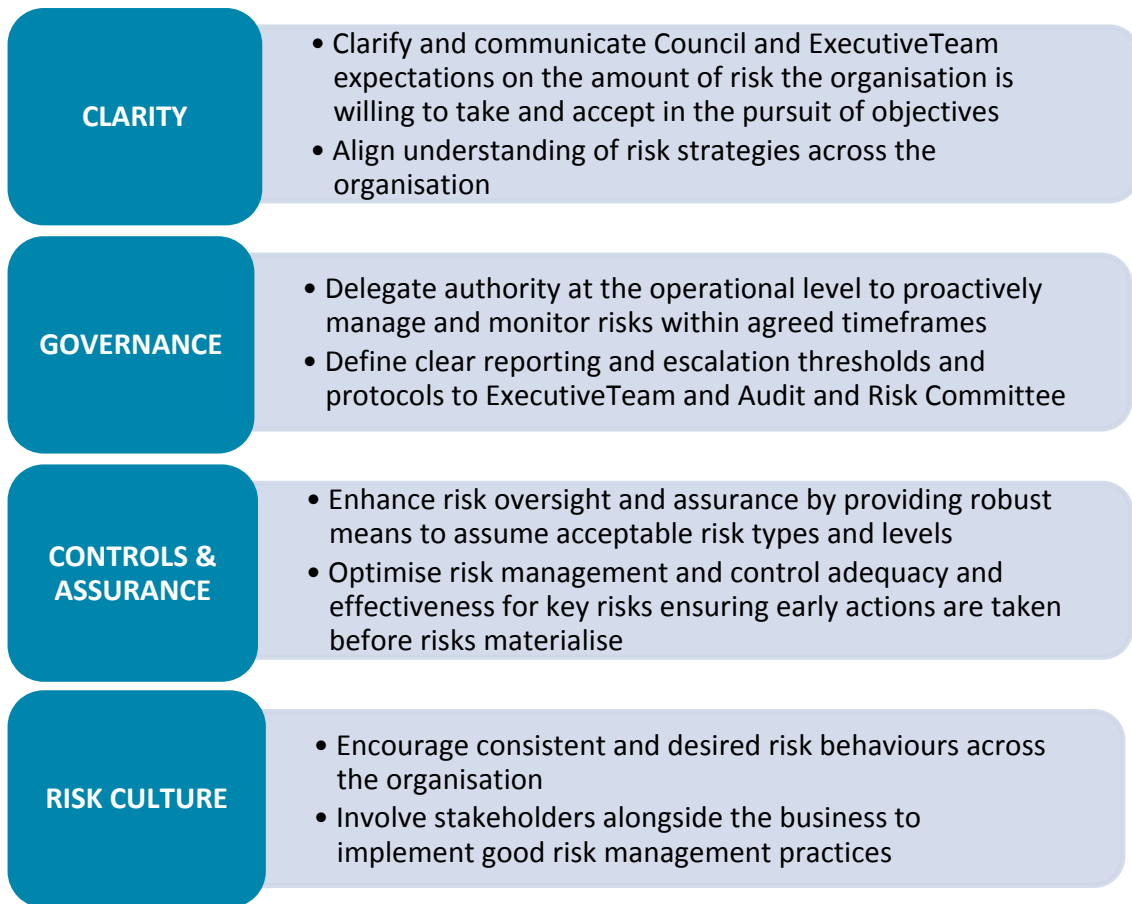 CLARITY
• Clarify and communicate Council and ExecutiveTeam
expectations on the amount of risk the organisation is
willing to take and accept in the pursuit of objectives
• Align understanding of risk strategies across the
organisation
GOVERNANCE
• Delegate authority at the operational level to proactively
manage and monitor risks within agreed timeframes
• Define clear reporting and escalation thresholds and
protocols to ExecutiveTeam and Audit and Risk Committee
CONTROLS &
ASSURANCE
• Enhance risk oversight and assurance by providing robust
means to assume acceptable risk types and levels
• Optimise risk management and control adequacy and
effectiveness for key risks ensuring early actions are taken
before risks materialise
RISK CULTURE
• Encourage consistent and desired risk behaviours across
the organisation
• Involve stakeholders alongside the business to
implement good risk management practices